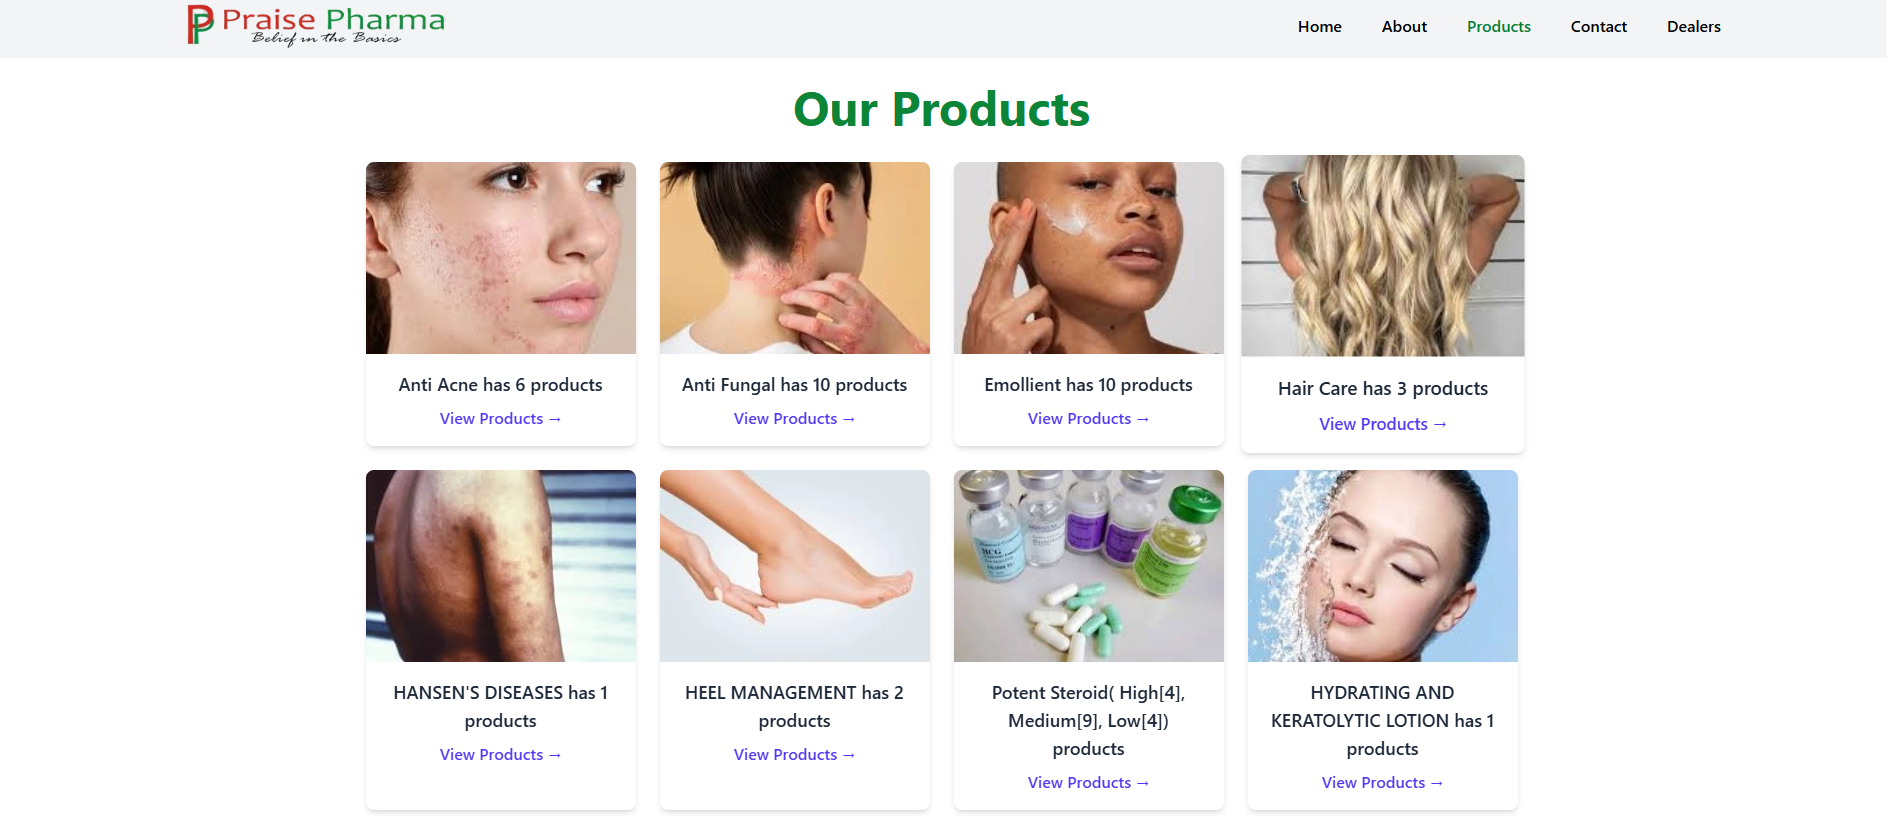 Praise Pharma
Belief in the Basics
Home About Products Contact Dealers
Our Products
Anti Acne has 6 products
View Products →
Anti Fungal has 10 products
View Products →
Emollient has 10 products
View Products →
Hair Care has 3 products
View Products →
HANSEN'S DISEASES has 1
products
View Products →
HEEL MANAGEMENT has 2
products
View Products →
HCG
Potent Steroid( High[4],
Medium[9], Low[4])
products
View Products →
HYDRATING AND
KERATOLYTIC LOTION has 1
products
View Products →